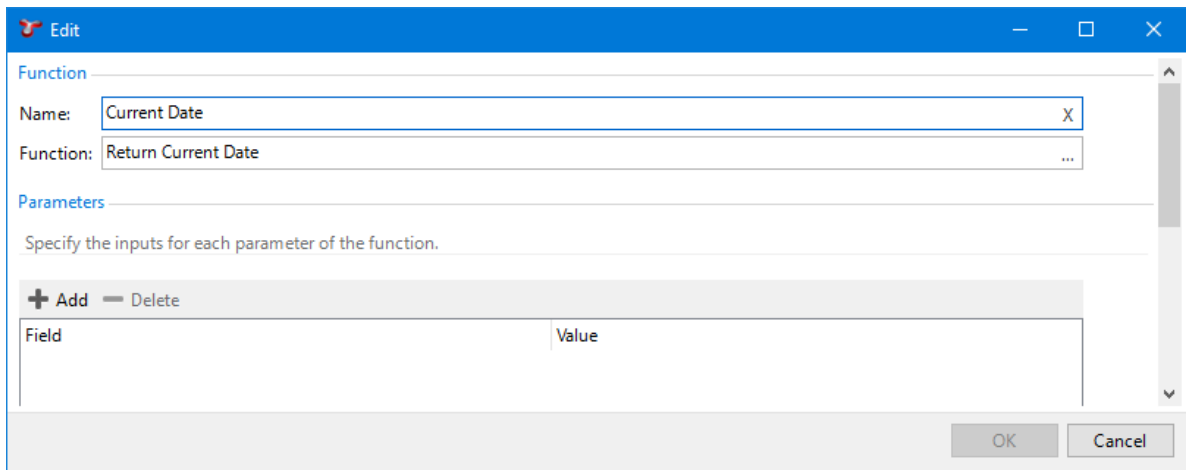 Edit
Function
Name: Current Date X
Function: Return Current Date ...
Parameters
Specify the inputs for each parameter of the function.
Add Delete
Field Value
OK Cancel